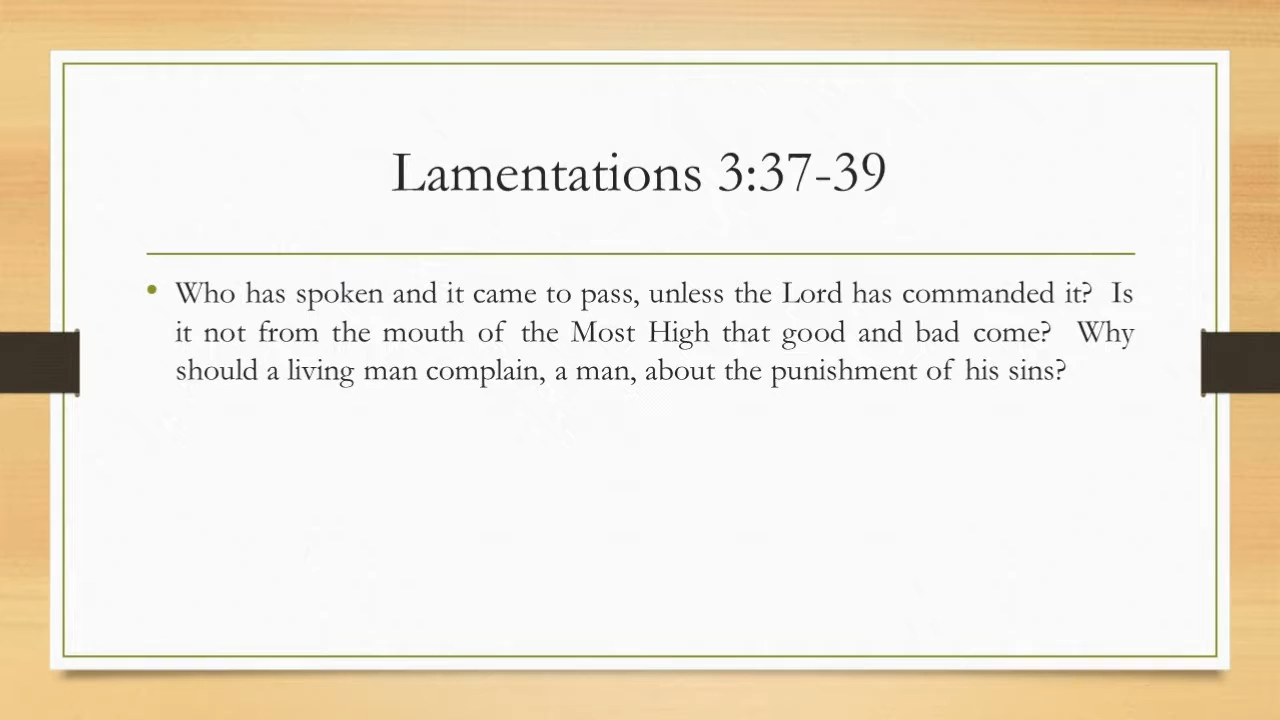 Lamentations 3:37-39
• Who has spoken and it came to pass, unless the Lord has commanded it?  Is
it not from the mouth of the Most High that good and bad come?  Why
should a living man complain, a man, about the punishment of his sins?